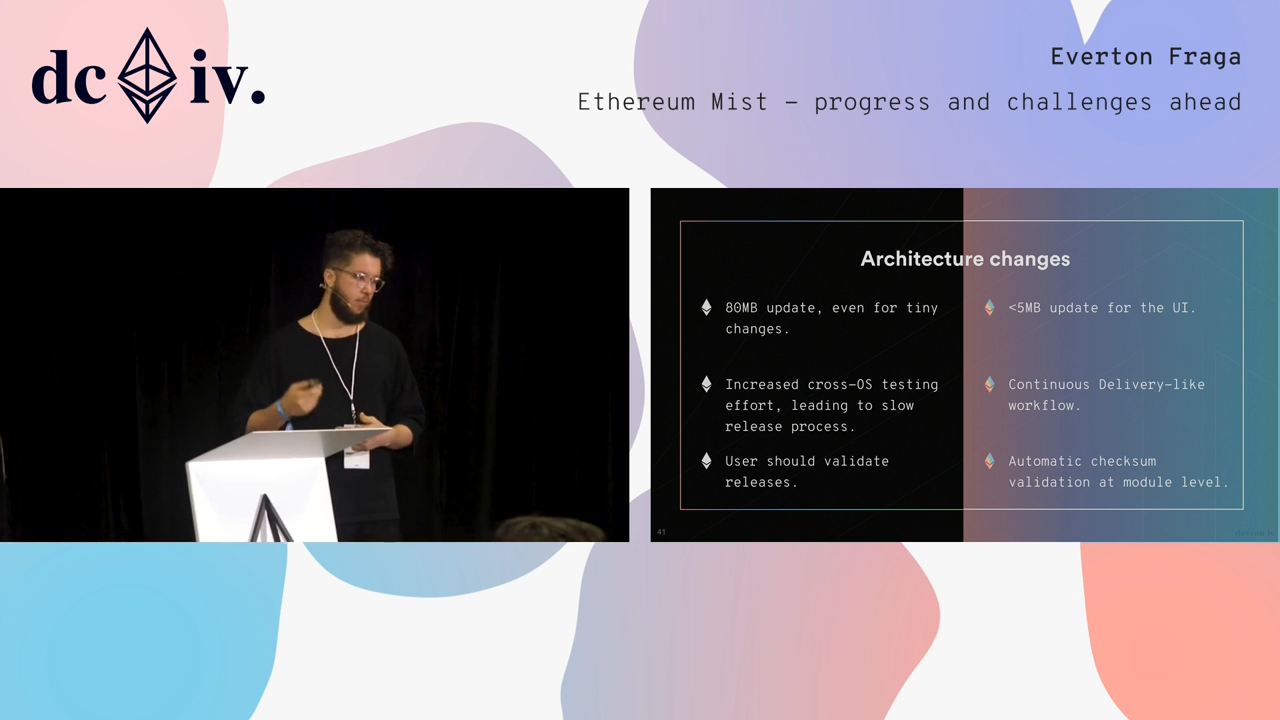 dc iv.
Everton Fraga
Ethereum Mist – progress and challenges ahead
Architecture changes
80MB update, even for tiny
changes.
<5MB update for the UI.
Increased cross-OS testing
effort, leading to slow
release process.
Continuous Delivery-like
workflow.
User should validate
releases.
Automatic checksum
validation at module level.
41